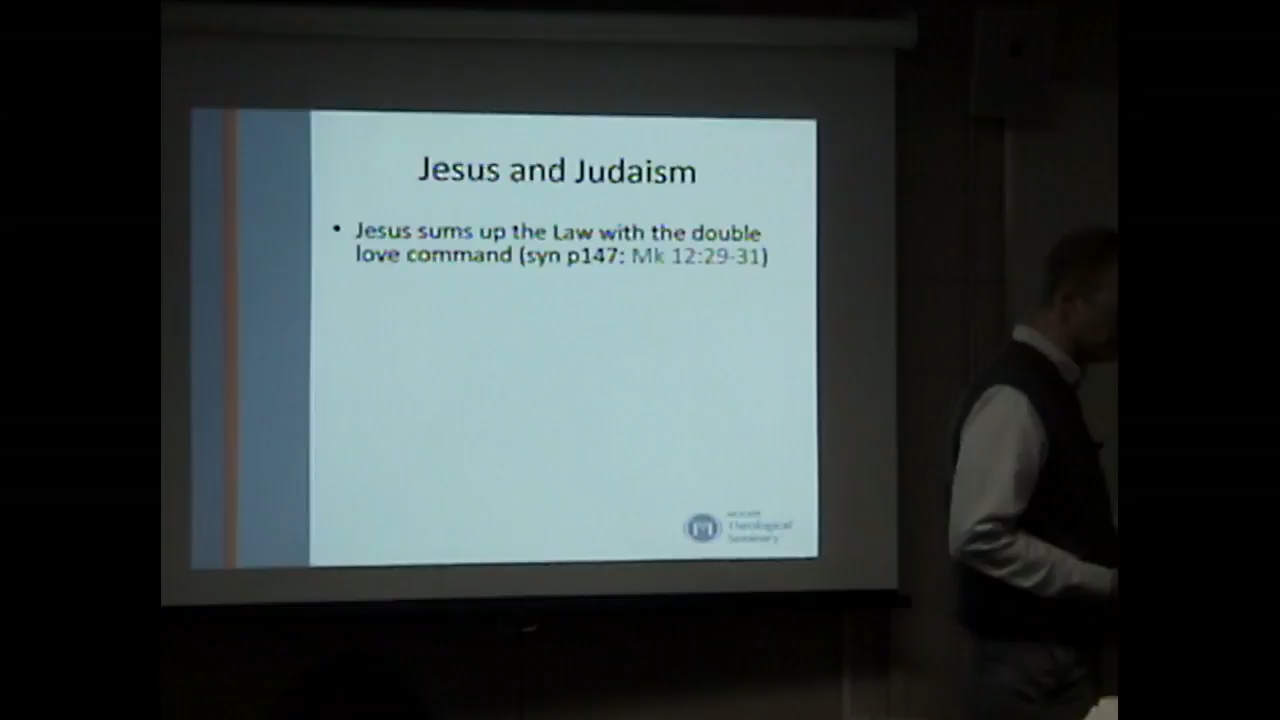 Jesus and Judaism
• Jesus sums up the Law with the double
love command (syn p147: Mk 12:29-31)
Theological
Seminary